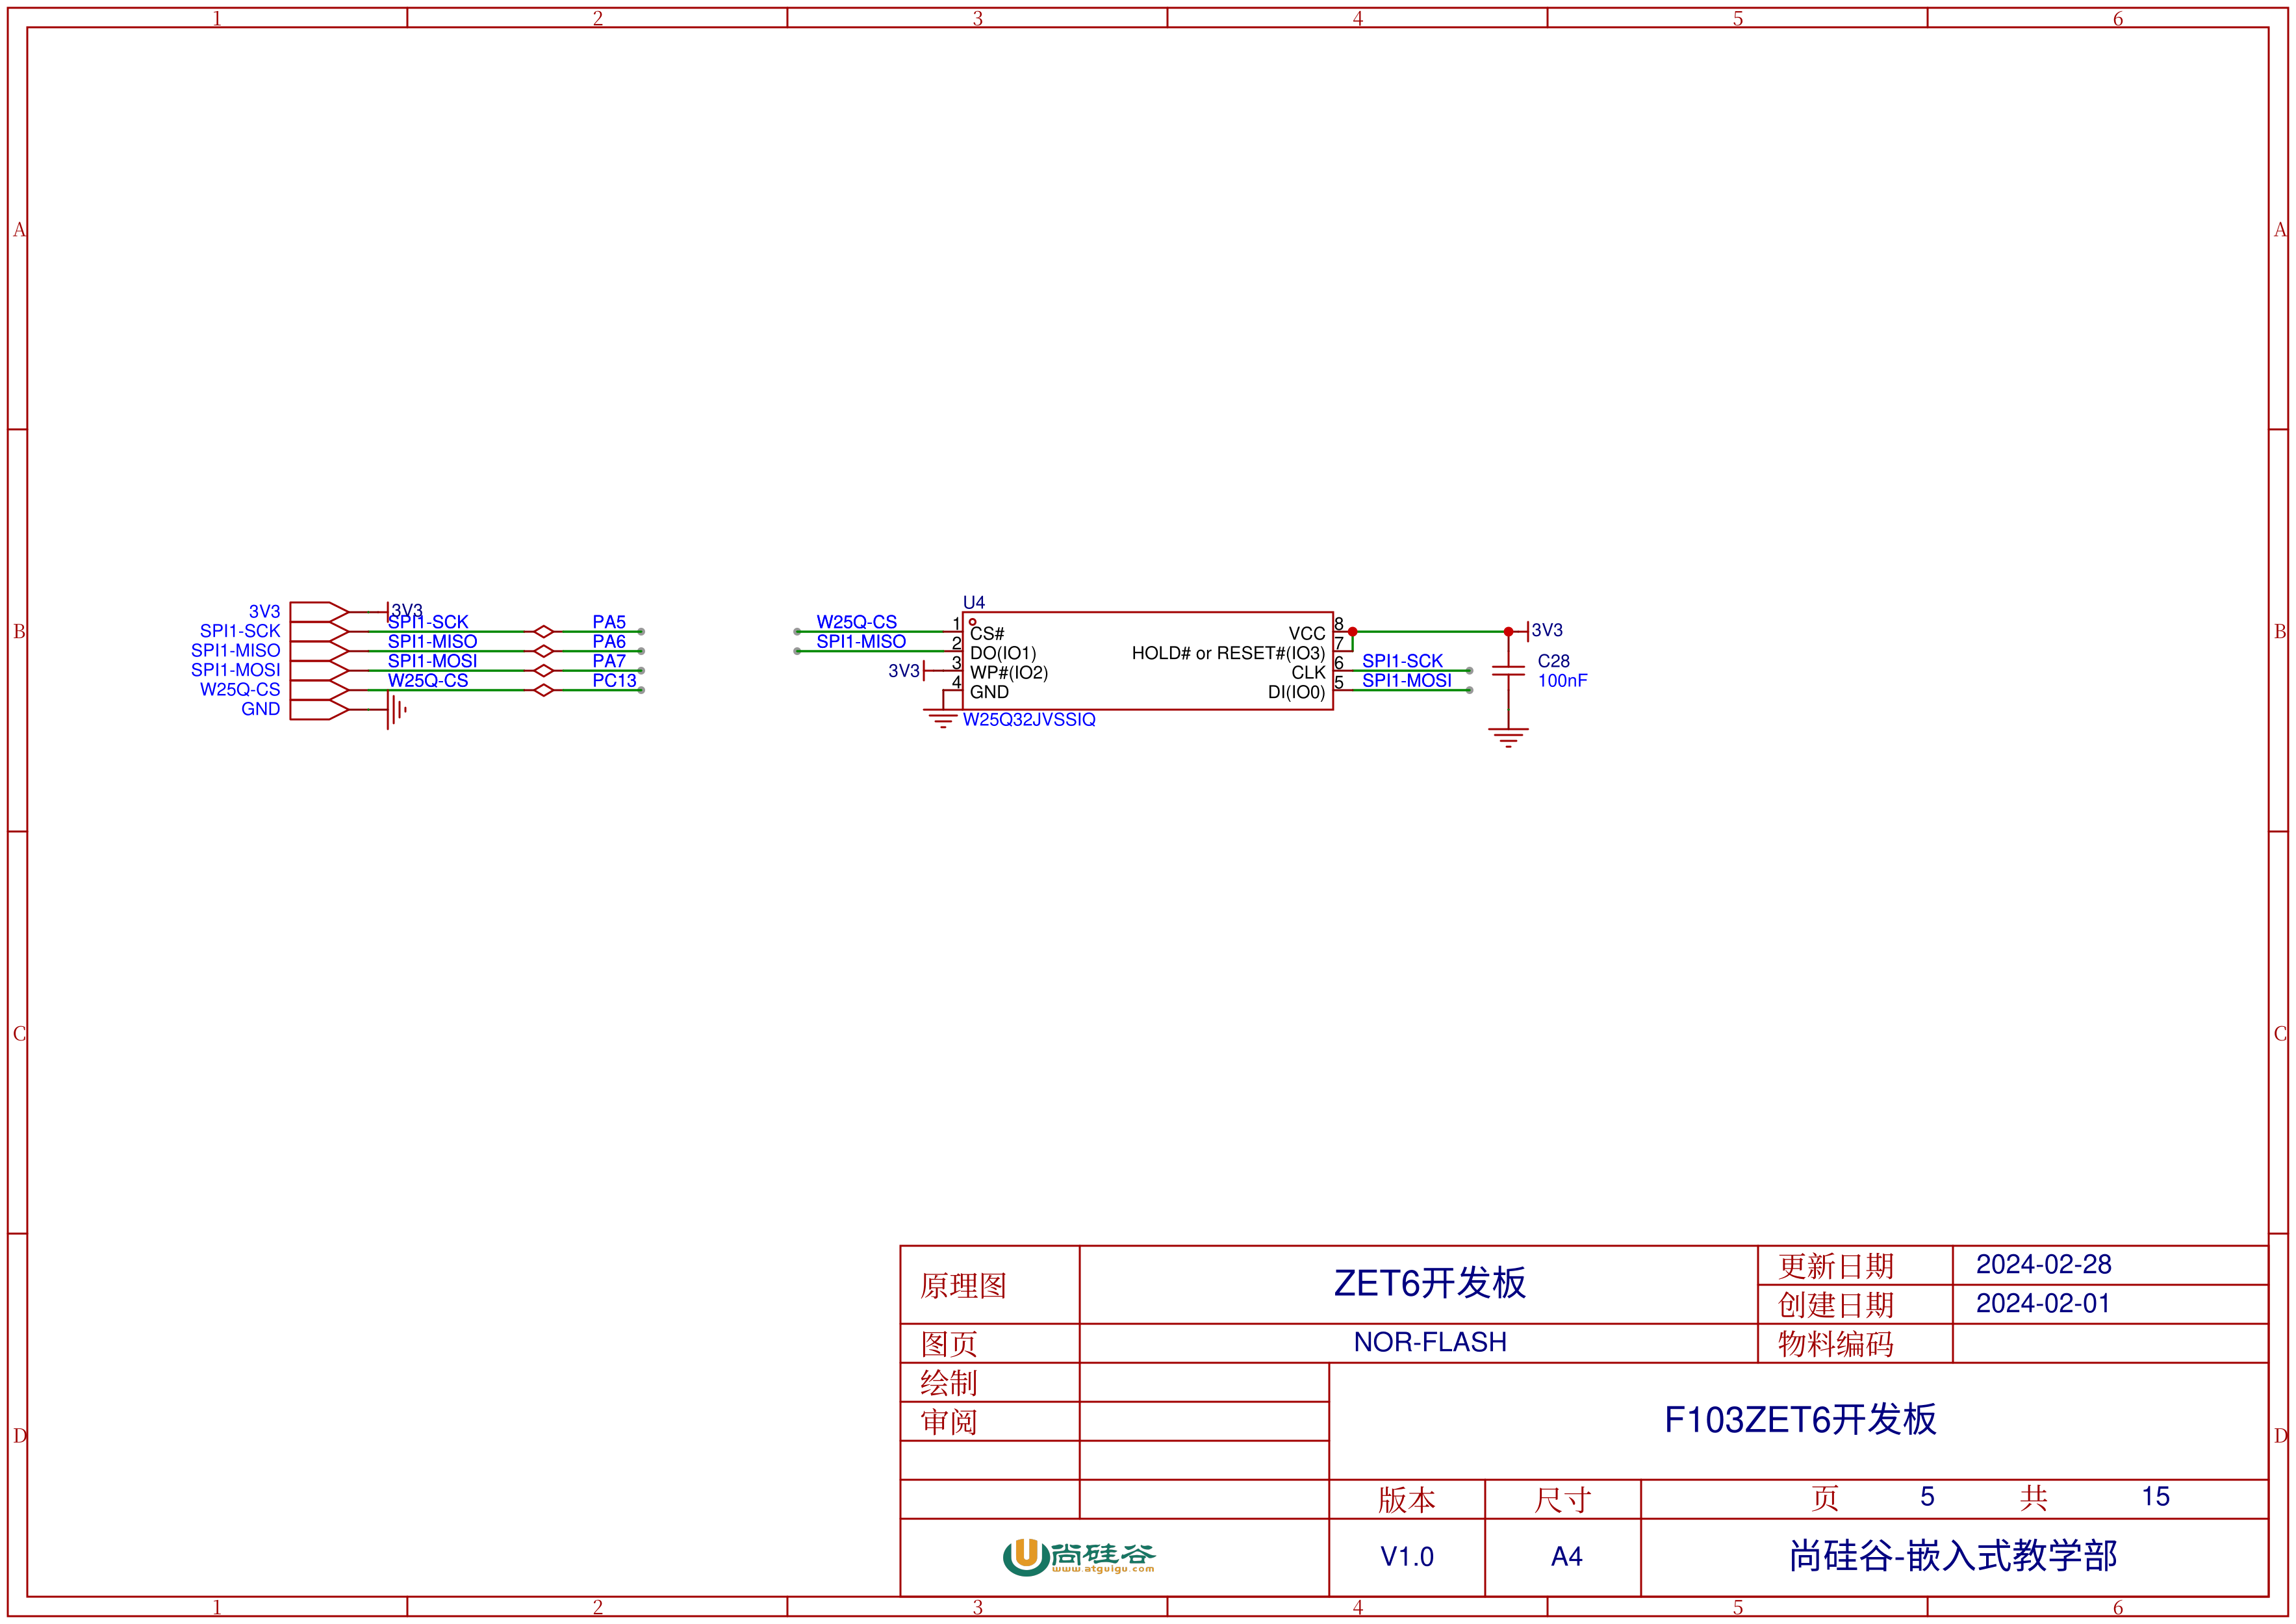 1 2 3 4 5 6
A A
3V3 3V3
SPI1-SCK SPI1-SCK PA5
SPI1-MISO SPI1-MISO PA6
SPI1-MOSI SPI1-MOSI PA7
W25Q-CS W25Q-CS PC13
GND
U4
W25Q-CS 1 CS# VCC 8 3V3
SPI1-MISO 2 DO(IO1) HOLD# or RESET#(IO3) 7
3V3 3 WP#(IO2) CLK 6 SPI1-SCK
4 GND DI(IO0) 5 SPI1-MOSI
W25Q32JVSSIQ
C28
100nF
B B
C C
原理图 ZET6开发板 更新日期 2024-02-28
创建日期 2024-02-01
图页 NOR-FLASH 物料编码
绘制
审阅
F103ZET6开发板
D D
版本 尺寸 页 5 共 15
尚硅谷
www.atguigu.com
V1.0 A4 尚硅谷-嵌入式教学部
1 2 3 4 5 6